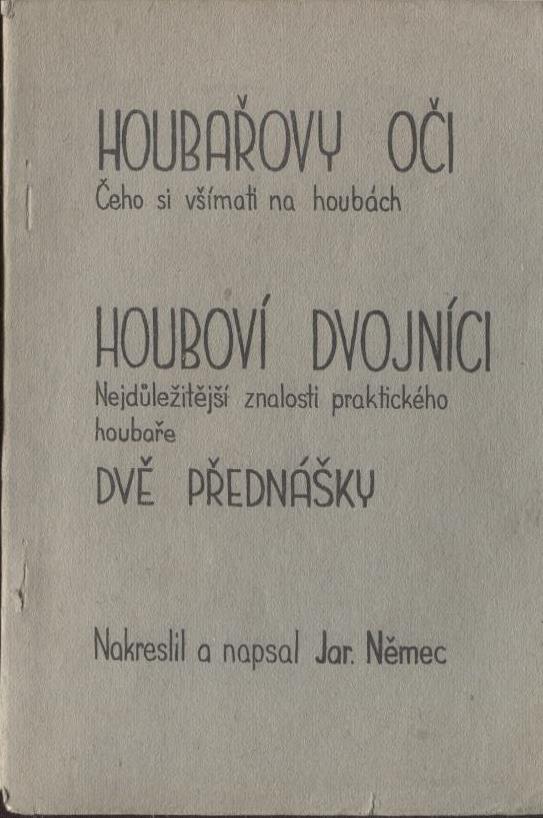 HOUBAŘOVY OČI
Čeho si všímati na houbách
HOUBOVÍ DVOJNÍCI
Nejdůležitější znalosti praktického
houbaře
DVĚ PŘEDNÁŠKY
Nakreslil a napsal Jar. Němec